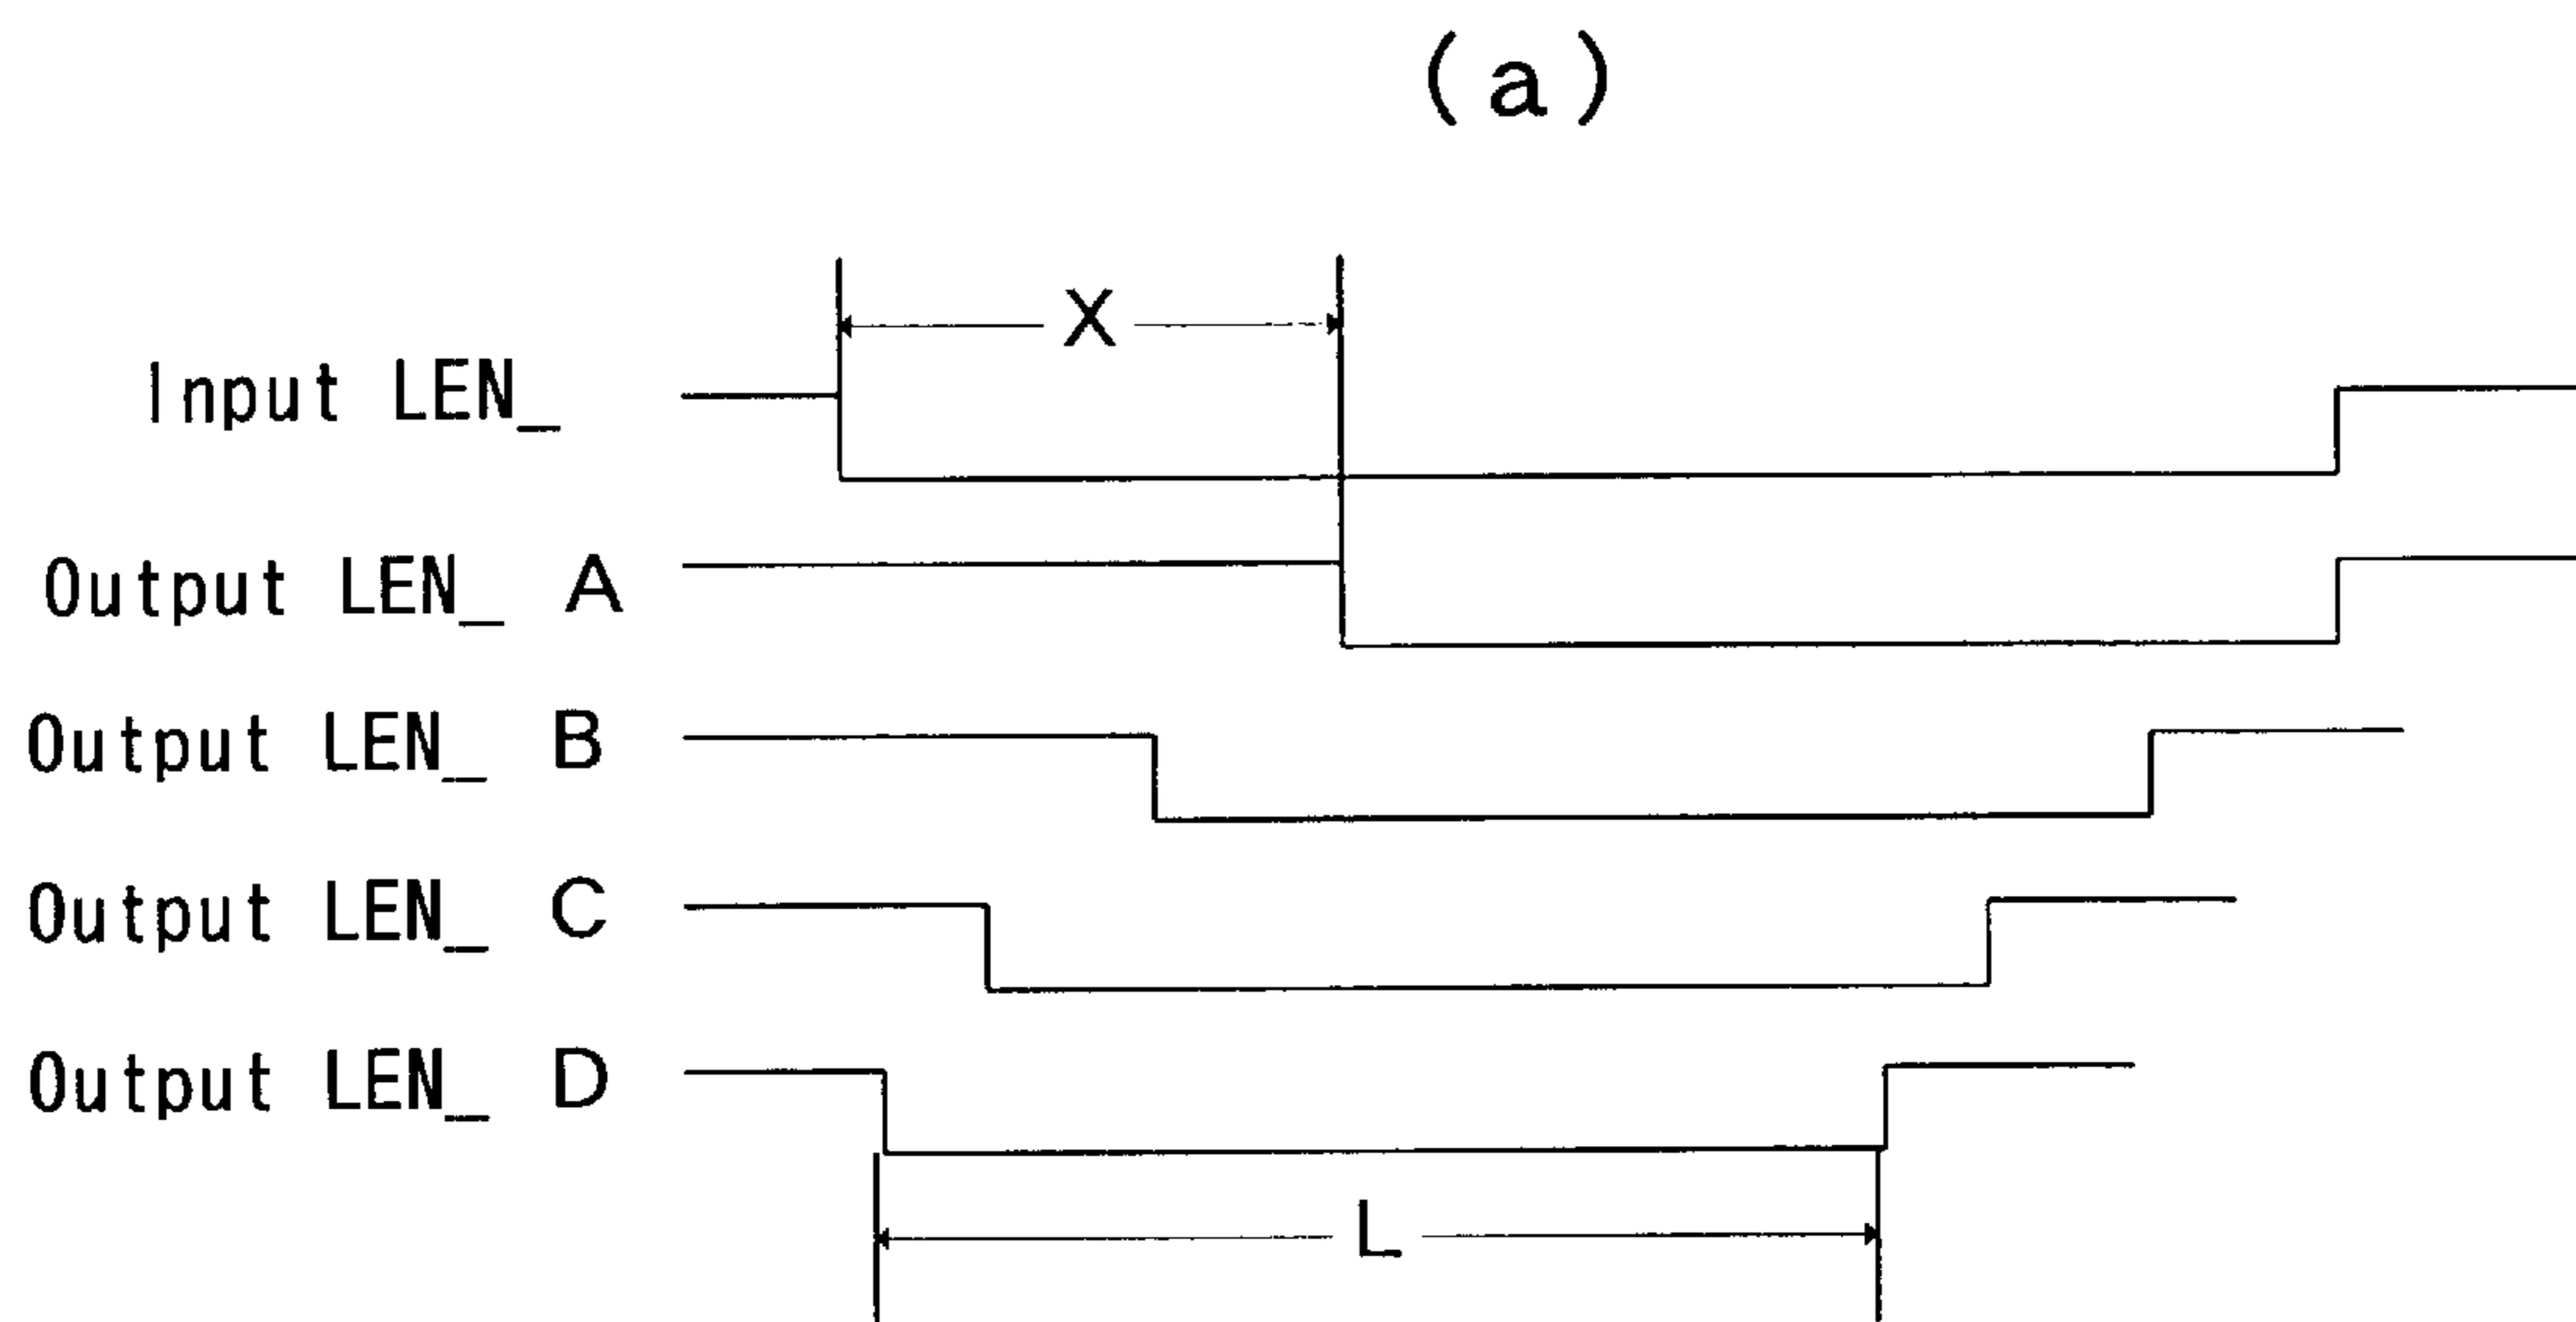 (a)
X
Input LEN_
Output LEN_ A
Output LEN_ B
Output LEN_ C
Output LEN_ D
L